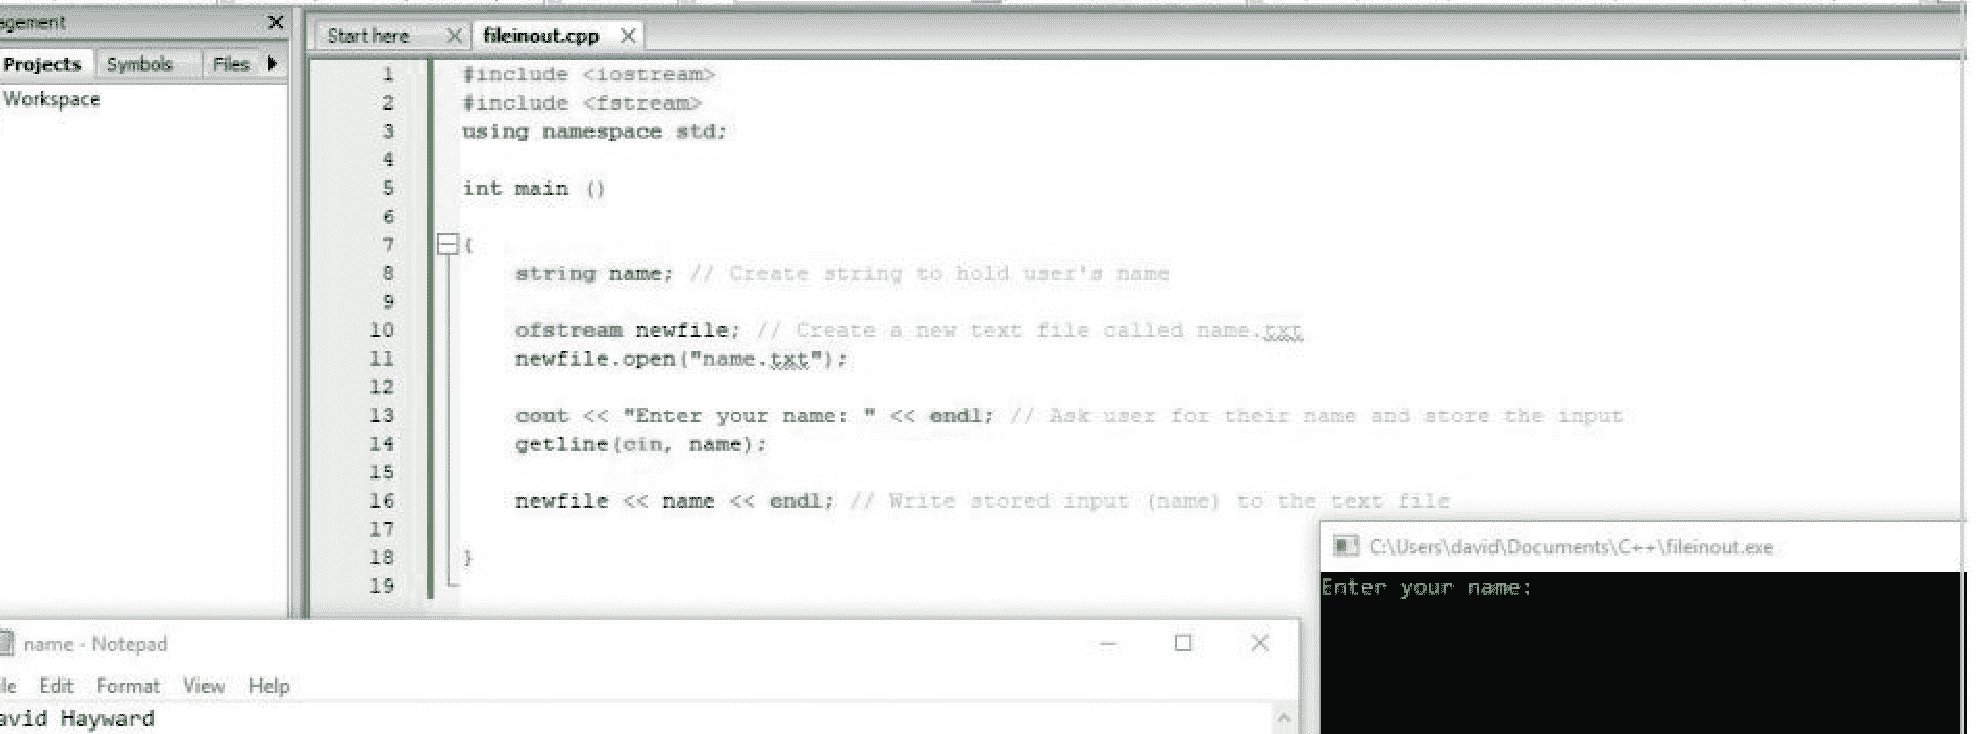 agement
Projects Symbols Files
Workspace
Start here fileinout.cpp
1 #include <iostream>
2 #include <fstream>
3 using namespace std;
4
5 int main ()
6
7 {
8 string name; // Create string to hold user's name
9
10 ofstream newfile; // Create a new text file called name.txt
11 newfile.open("name.txt");
12
13 cout << "Enter your name: " << endl; // Ask user for their name and store the input
14 getline(cin, name);
15
16 newfile << name << endl; // Write stored input (name) to the text file
17
18 }
19
C:\Users\david\Documents\C++\fileinout.exe
Enter your name:
name - Notepad
ile Edit Format View Help
avid Hayward